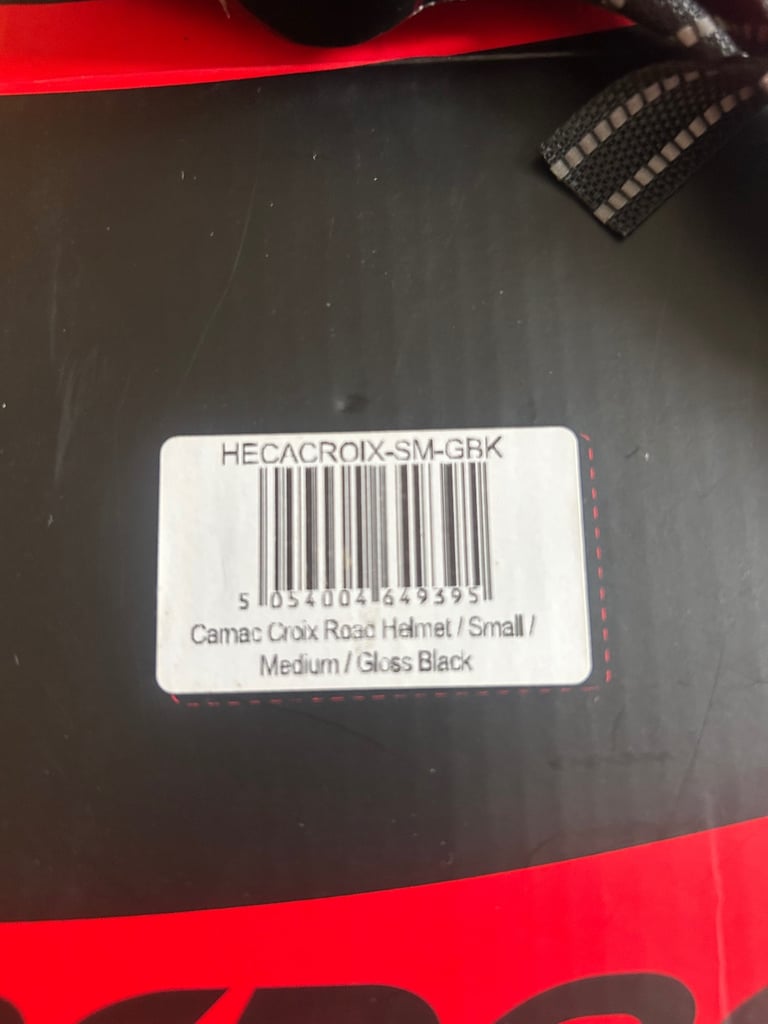 HECACROIX-SM-GBK
5 054004 649395
Camac Croix Road Helmet / Small /
Medium / Gloss Black